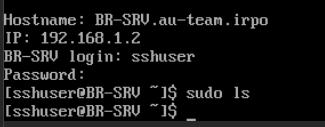 Hostname: BR-SRV.au-team.irpo
IP: 192.168.1.2
BR-SRV login: sshuser
Password:
[sshuser@BR-SRV ~]$ sudo ls
[sshuser@BR-SRV ~]$ _